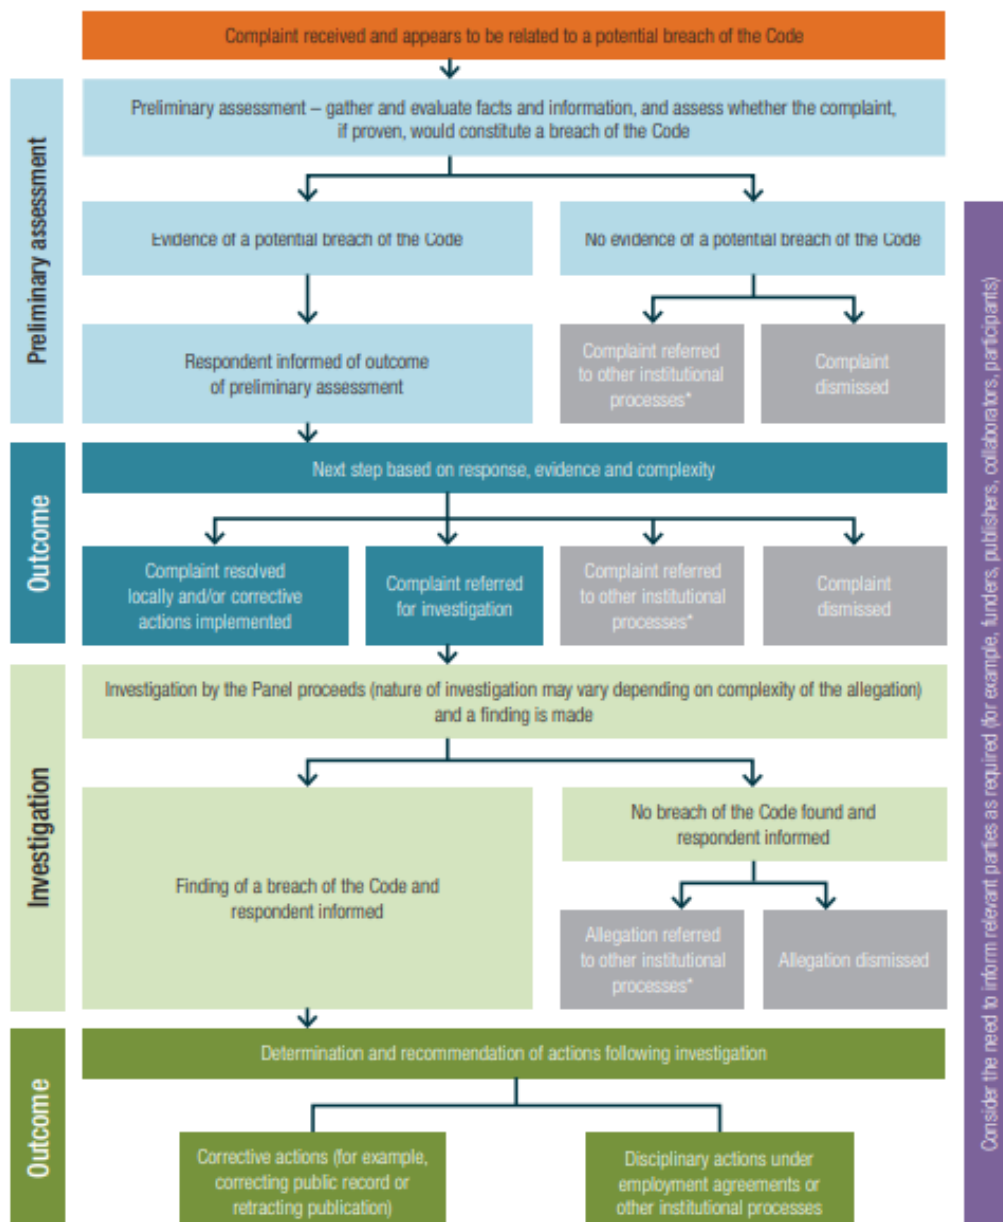 Complaint received and appears to be related to a potential breach of the Code
Preliminary assessment
Preliminary assessment – gather and evaluate facts and information, and assess whether the complaint,
if proven, would constitute a breach of the Code
Evidence of a potential breach of the Code
No evidence of a potential breach of the Code
Respondent informed of outcome
of preliminary assessment
Complaint referred
to other institutional
processes*
Complaint
dismissed
Outcome
Next step based on response, evidence and complexity
Complaint resolved
locally and/or corrective
actions implemented
Complaint referred
for investigation
Complaint referred
to other institutional
processes*
Complaint
dismissed
Investigation
Investigation by the Panel proceeds (nature of investigation may vary depending on complexity of the allegation)
and a finding is made
Finding of a breach of the Code and
respondent informed
No breach of the Code found and
respondent informed
Allegation referred
to other institutional
processes*
Allegation dismissed
Outcome
Determination and recommendation of actions following investigation
Corrective actions (for example,
correcting public record or
retracting publication)
Disciplinary actions under
employment agreements or
other institutional processes
Consider the need to inform relevant parties as required (for example, funders, publishers, collaborators, participants)